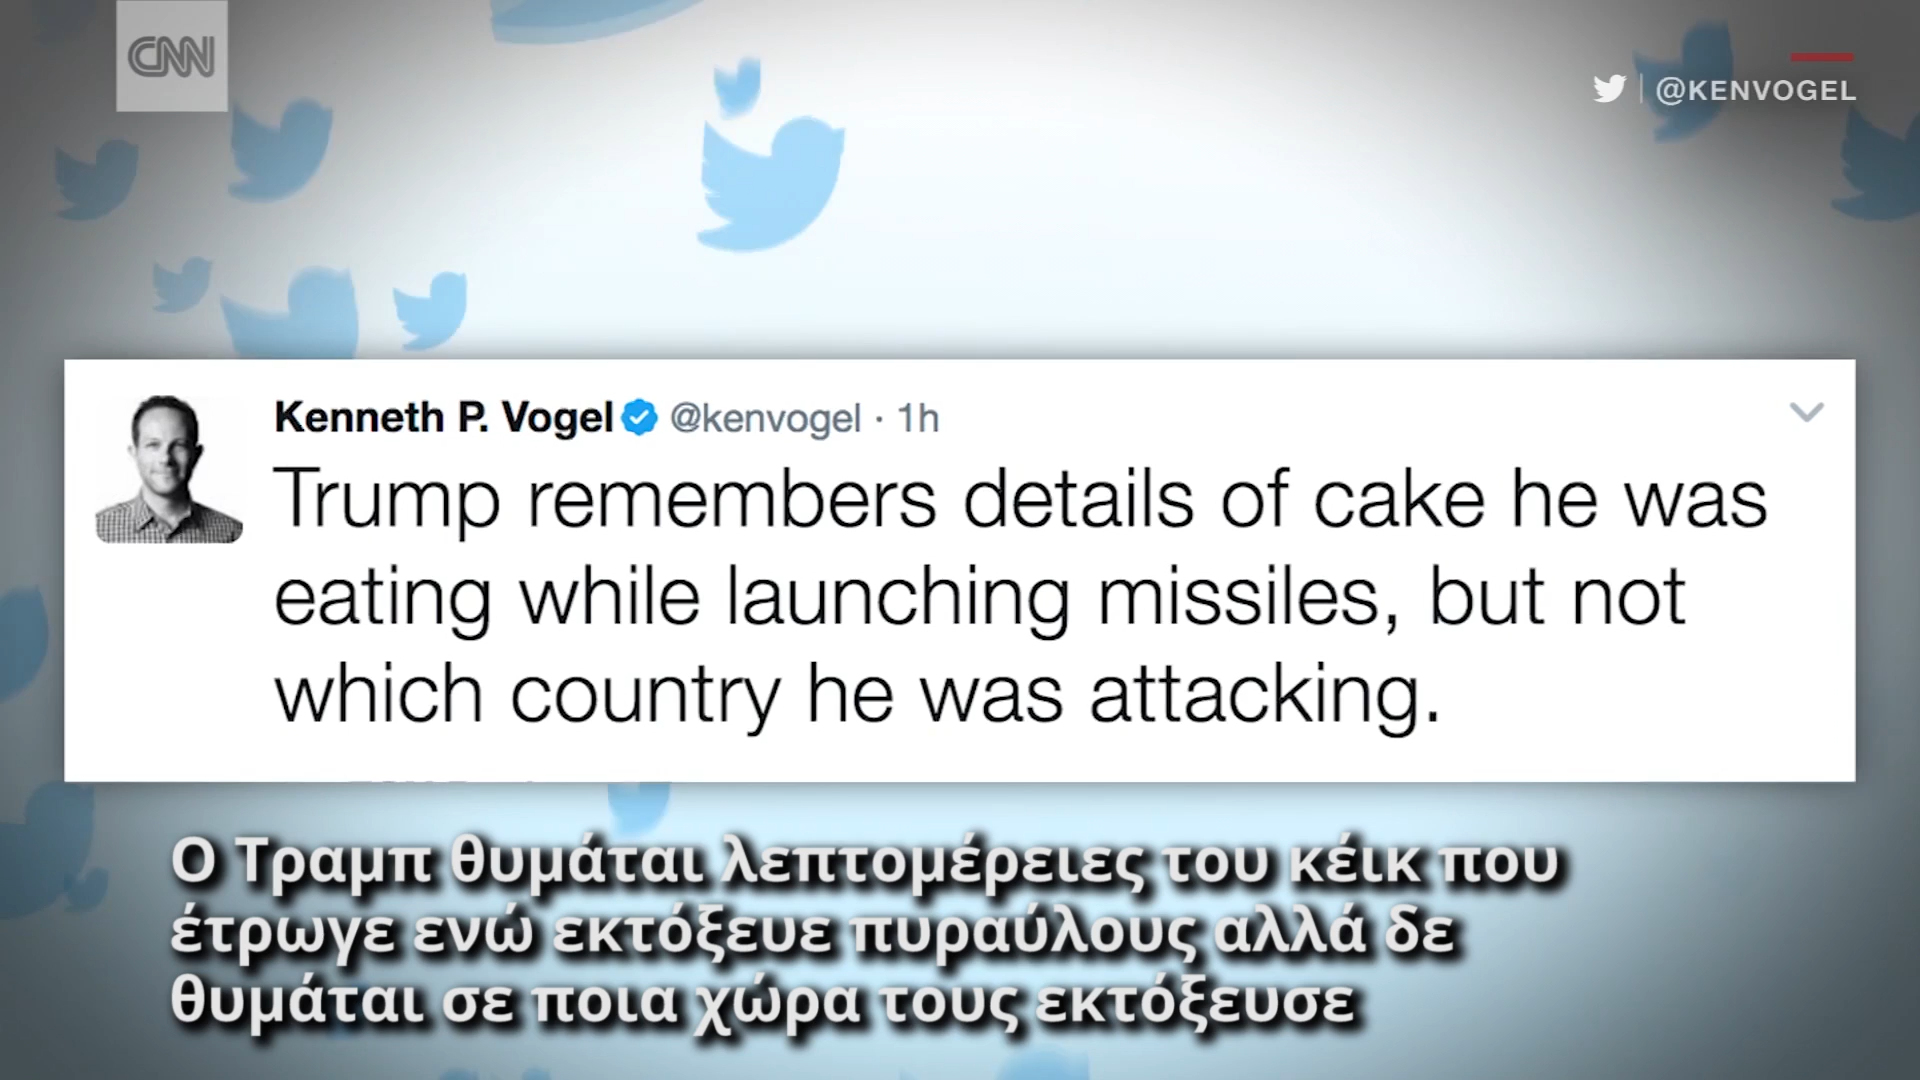 CNN
@KENVOGEL
Kenneth P. Vogel @kenvogel · 1h
Trump remembers details of cake he was
eating while launching missiles, but not
which country he was attacking.
Ο Τραμπ θυμάται λεπτομέρειες του κέικ που
έτρωγε ενώ εκτόξευε πυραύλους αλλά δε
θυμάται σε ποια χώρα τους εκτόξευσε